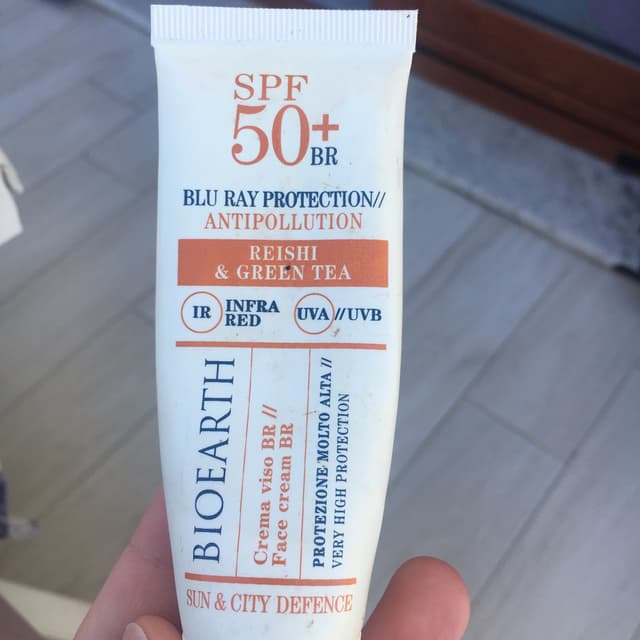 SPF
50+
BR
BLU RAY PROTECTION//
ANTIPOLLUTION
REISHI
& GREEN TEA
IR INFRA
RED
UVA//UVB
BIOEARTH
Crema viso BR //
Face cream BR
PROTEZIONE MOLTO ALTA //
VERY HIGH PROTECTION
SUN & CITY DEFENCE